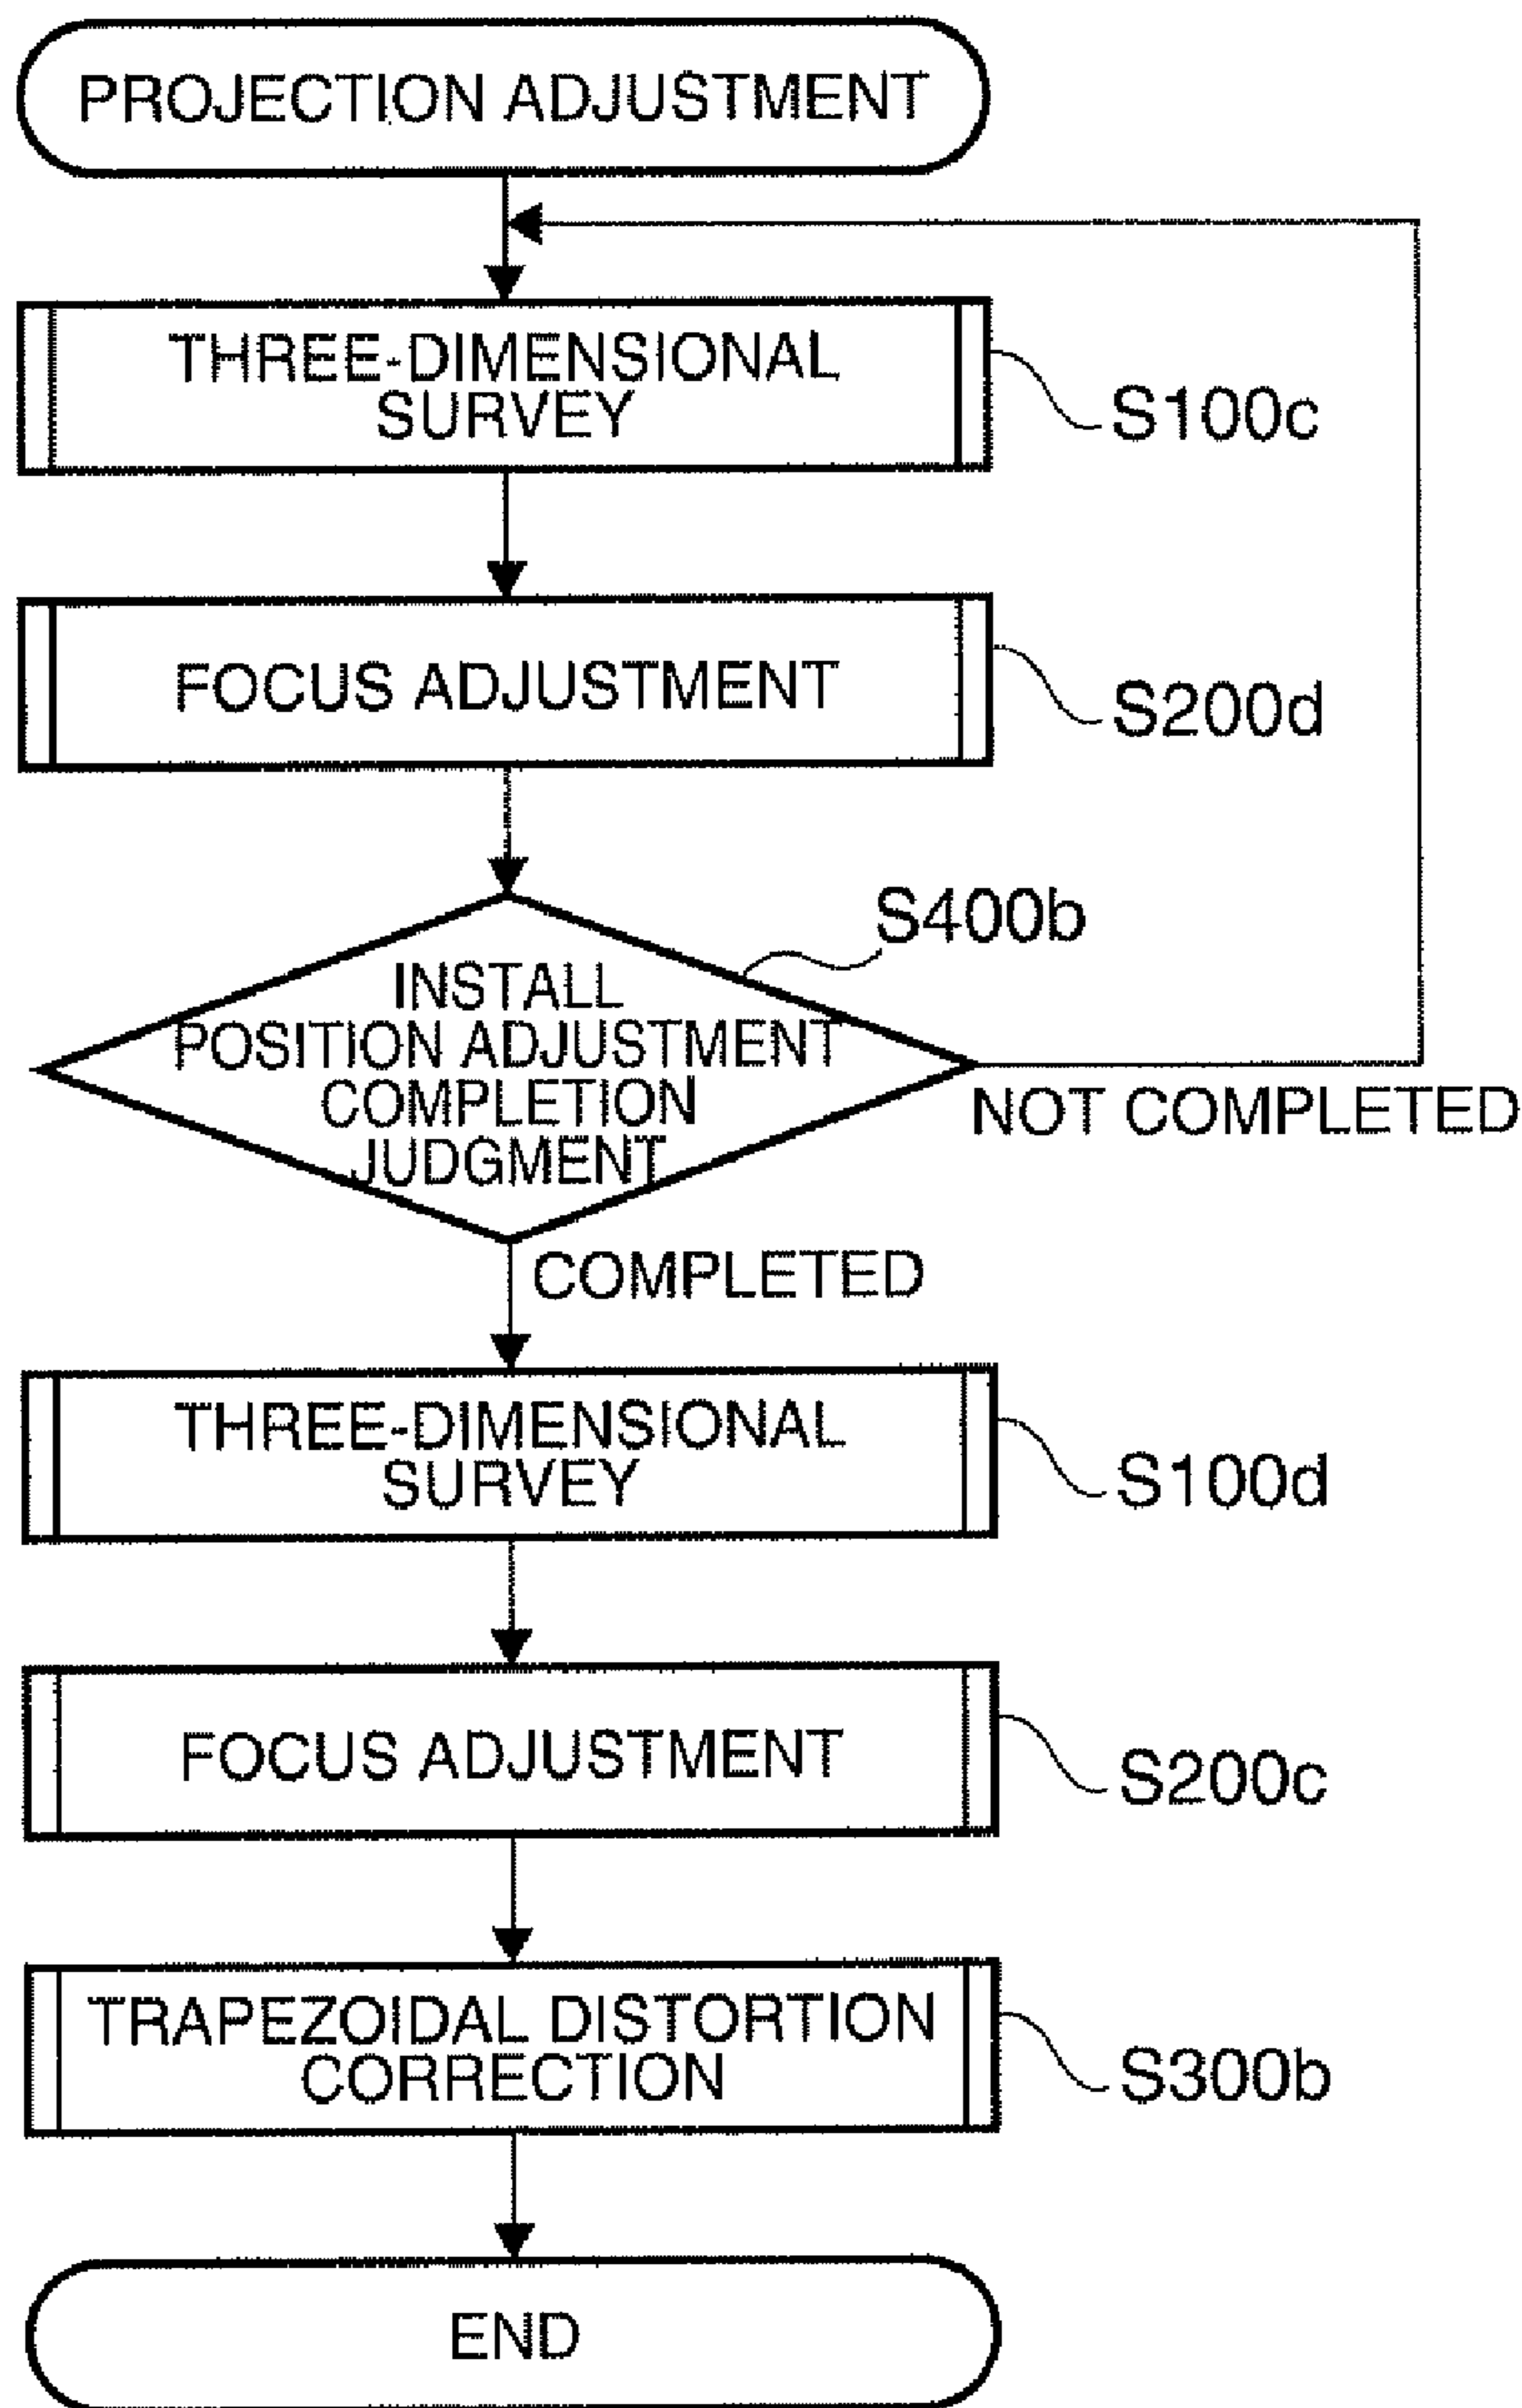 PROJECTION ADJUSTMENT
THREE-DIMENSIONAL
SURVEY
S100c
FOCUS ADJUSTMENT
S200d
S400b
INSTALL
POSITION ADJUSTMENT
COMPLETION
JUDGMENT
NOT COMPLETED
COMPLETED
THREE-DIMENSIONAL
SURVEY
S100d
FOCUS ADJUSTMENT
S200c
TRAPEZOIDAL DISTORTION
CORRECTION
S300b
END